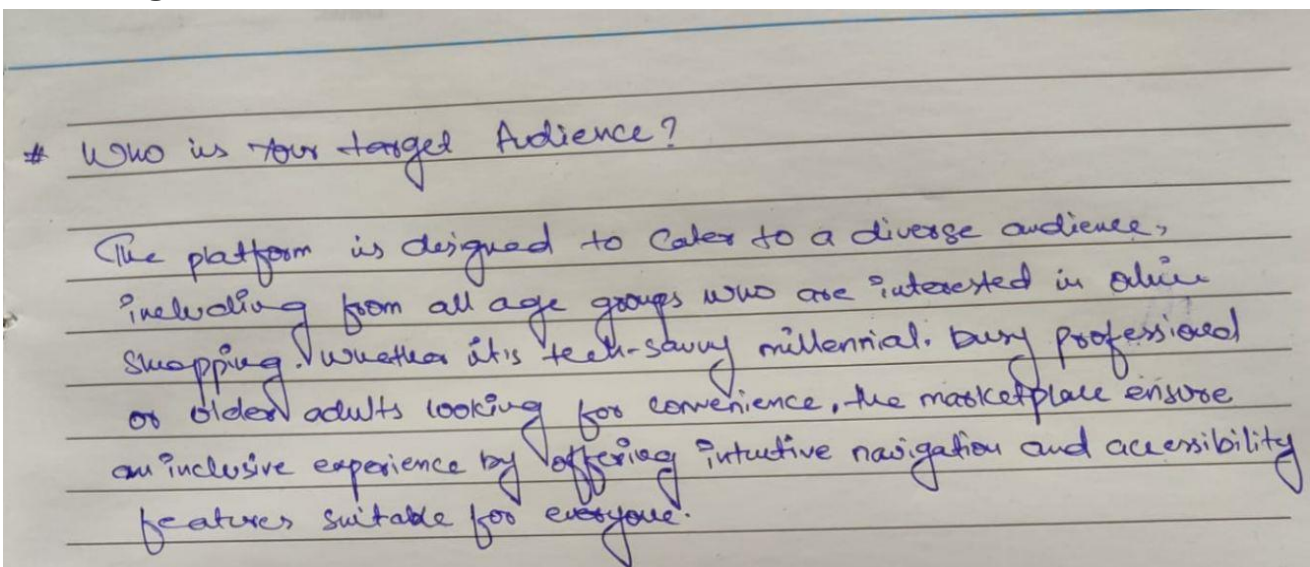 # Who is Your target Audience?
The platform is designed to Cater to a diverse audience,
including from all age groups who are interested in
Shopping. Whether it's tech-savvy millennial. busy professional
or older adults looking for convenience, the marketplace ensure
an inclusive experience by offering intutive navigation and accessibility
features suitable for everyone.